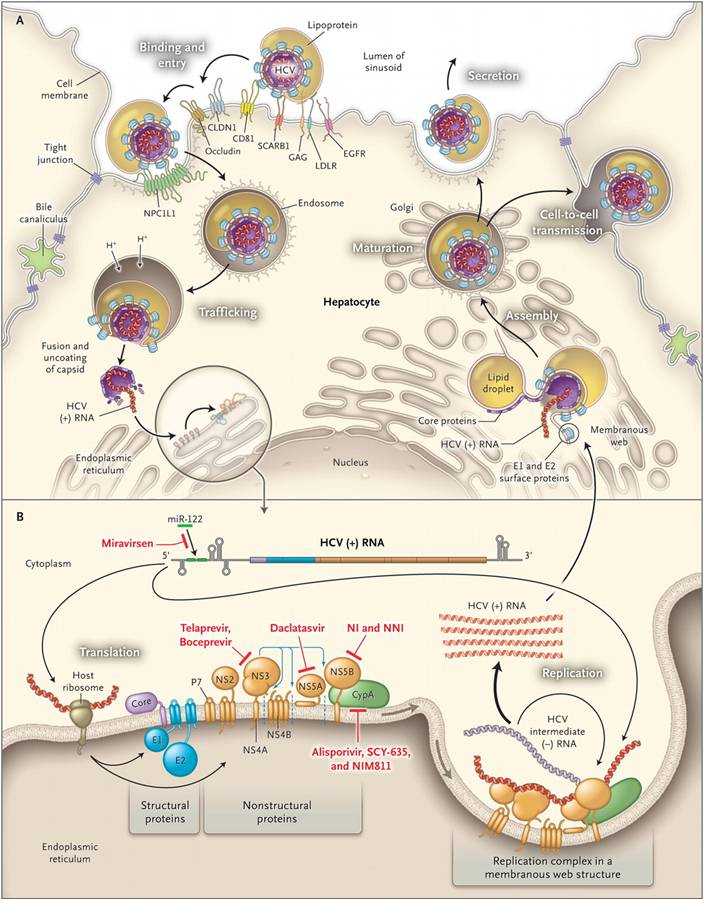 A
Lipoprotein
Binding and
entry
HCV
Lumen of
sinusoid
Secretion
Cell
membrane
CLDN1
CD81
Occludin
SCARB1
GAG
LDLR
EGFR
Tight
junction
NPC1L1
Bile
canaliculus
Endosome
Golgi
Cell-to-cell
transmission
Maturation
H+
H+
Trafficking
Hepatocyte
Assembly
Fusion and
uncoating
of capsid
Lipid
droplet
HCV
(+) RNA
Core proteins
HCV (+) RNA
Membranous
web
E1 and E2
surface proteins
Endoplasmic
reticulum
Nucleus
B
miR-122
Miravirsen
HCV (+) RNA
5'
3'
Cytoplasm
HCV (+) RNA
Telaprevir,
Boceprevir
Daclatasvir
NI and NNI
Translation
Replication
Host
ribosome
P7
NS2
NS3
NS5A
NS5B
CypA
Core
E1
E2
NS4A
NS4B
HCV
intermediate
(–) RNA
Alisporivir, SCY-635,
and NIM811
Structural
proteins
Nonstructural
proteins
Endoplasmic
reticulum
Replication complex in a
membranous web structure